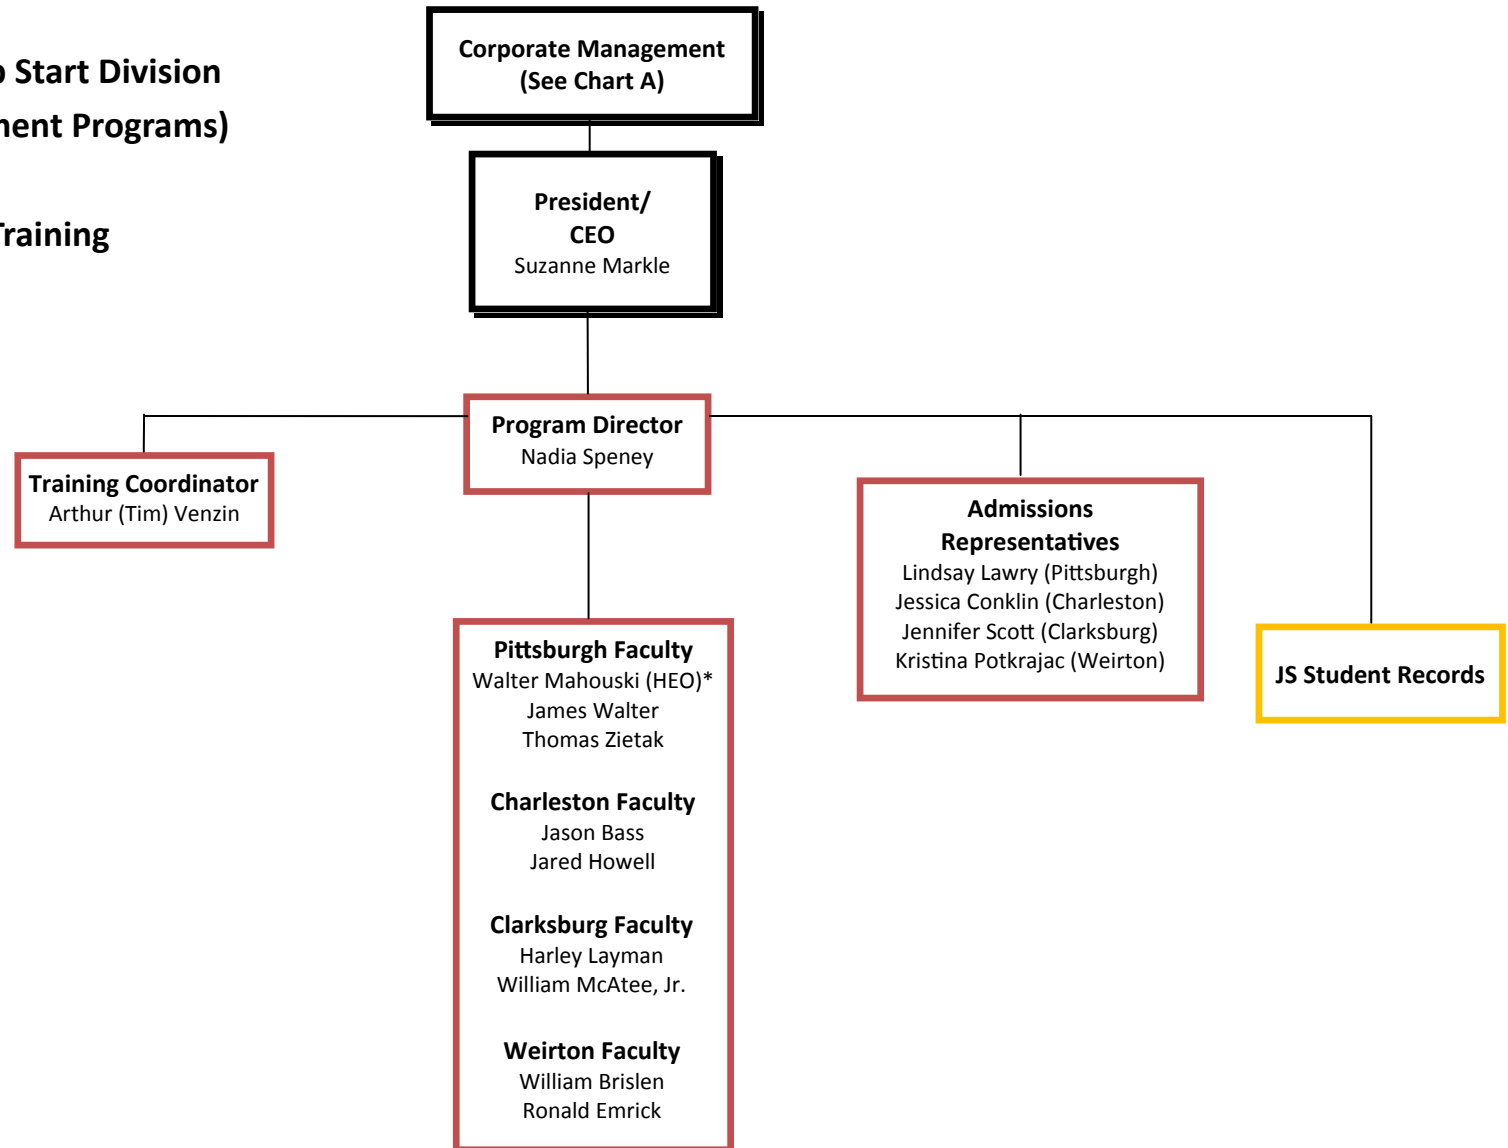 Start Division
Programs)
Training
Corporate Management
(See Chart A)
President/
CEO
Suzanne Markle
Program Director
Nadia Speney
Training Coordinator
Arthur (Tim) Venzin
Admissions
Representatives
Lindsay Lawry (Pittsburgh)
Jessica Conklin (Charleston)
Jennifer Scott (Clarksburg)
Kristina Potkrajac (Weirton)
JS Student Records
Pittsburgh Faculty
Walter Mahouski (HEO)*
James Walter
Thomas Zietak
Charleston Faculty
Jason Bass
Jared Howell
Clarksburg Faculty
Harley Layman
William McAtee, Jr.
Weirton Faculty
William Brislen
Ronald Emrick